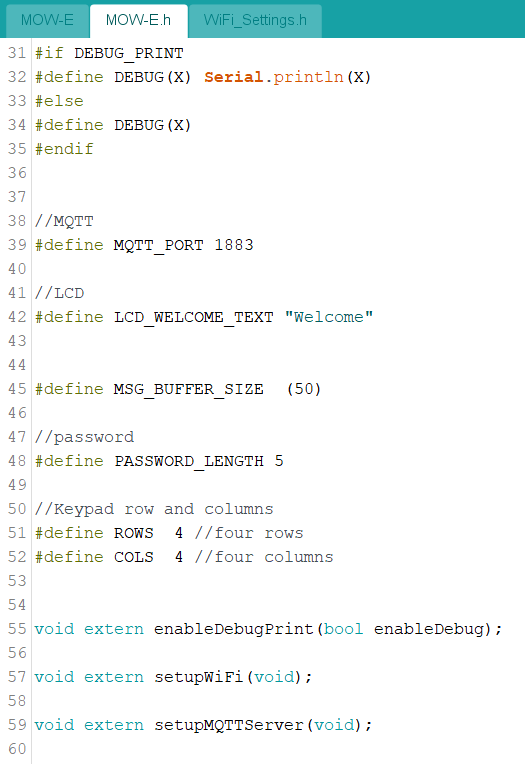 MOW-E MOW-E.h WiFi_Settings.h
31 #if DEBUG_PRINT
32 #define DEBUG(X) Serial.println(X)
33 #else
34 #define DEBUG(X)
35 #endif
36
37
38 //MQTT
39 #define MQTT_PORT 1883
40
41 //LCD
42 #define LCD_WELCOME_TEXT "Welcome"
43
44
45 #define MSG_BUFFER_SIZE  (50)
46
47 //password
48 #define PASSWORD_LENGTH 5
49
50 //Keypad row and columns
51 #define ROWS  4 //four rows
52 #define COLS  4 //four columns
53
54
55 void extern enableDebugPrint(bool enableDebug);
56
57 void extern setupWiFi(void);
58
59 void extern setupMQTTServer(void);
60